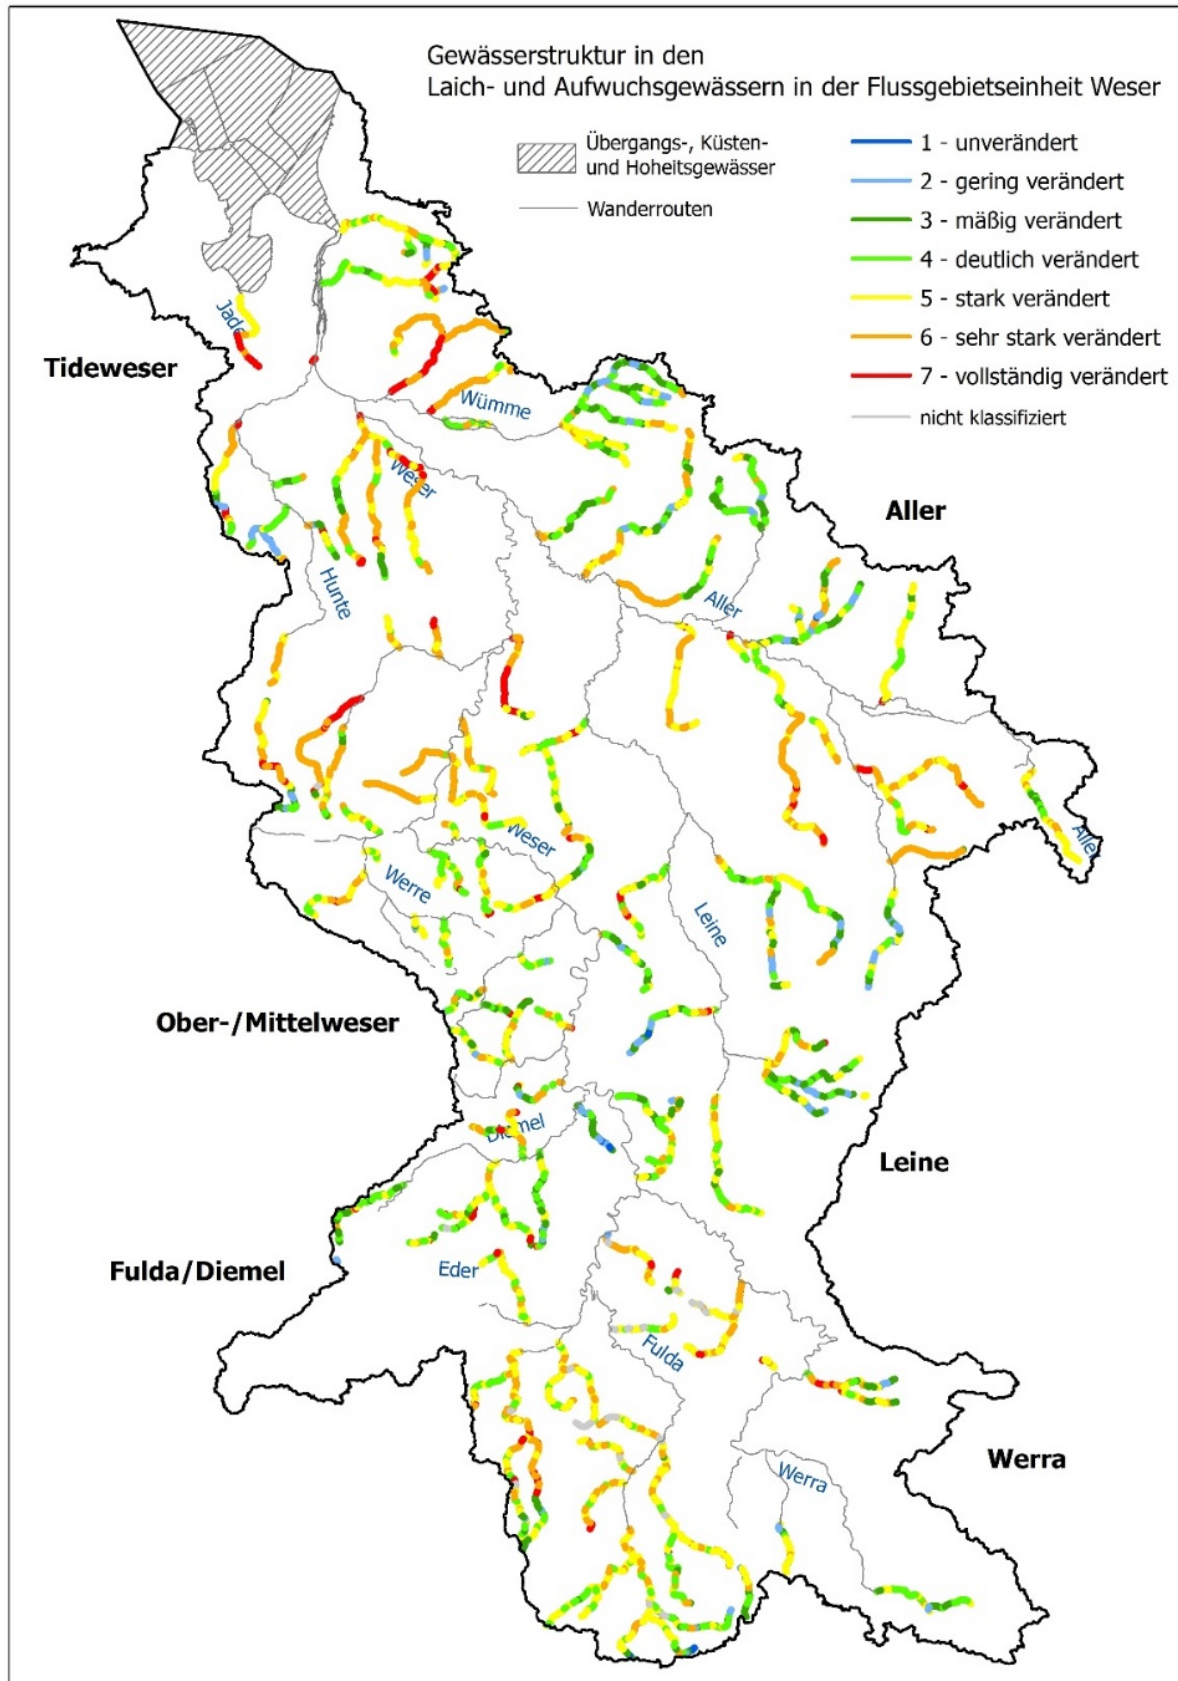 Gewässerstruktur in den
Laich- und Aufwuchsgewässern in der Flussgebietseinheit Weser
Übergangs-, Küsten-
und Hoheitsgewässer
Wanderrouten
1 - unverändert
2 - gering verändert
3 - mäßig verändert
4 - deutlich verändert
5 - stark verändert
6 - sehr stark verändert
7 - vollständig verändert
nicht klassifiziert
Jade
Tideweser
Wümme
Weser
Aller
Hunte
Aller
Aller
Weser
Werre
Leine
Ober-/Mittelweser
Diemel
Leine
Fulda/Diemel
Eder
Fulda
Werra
Werra